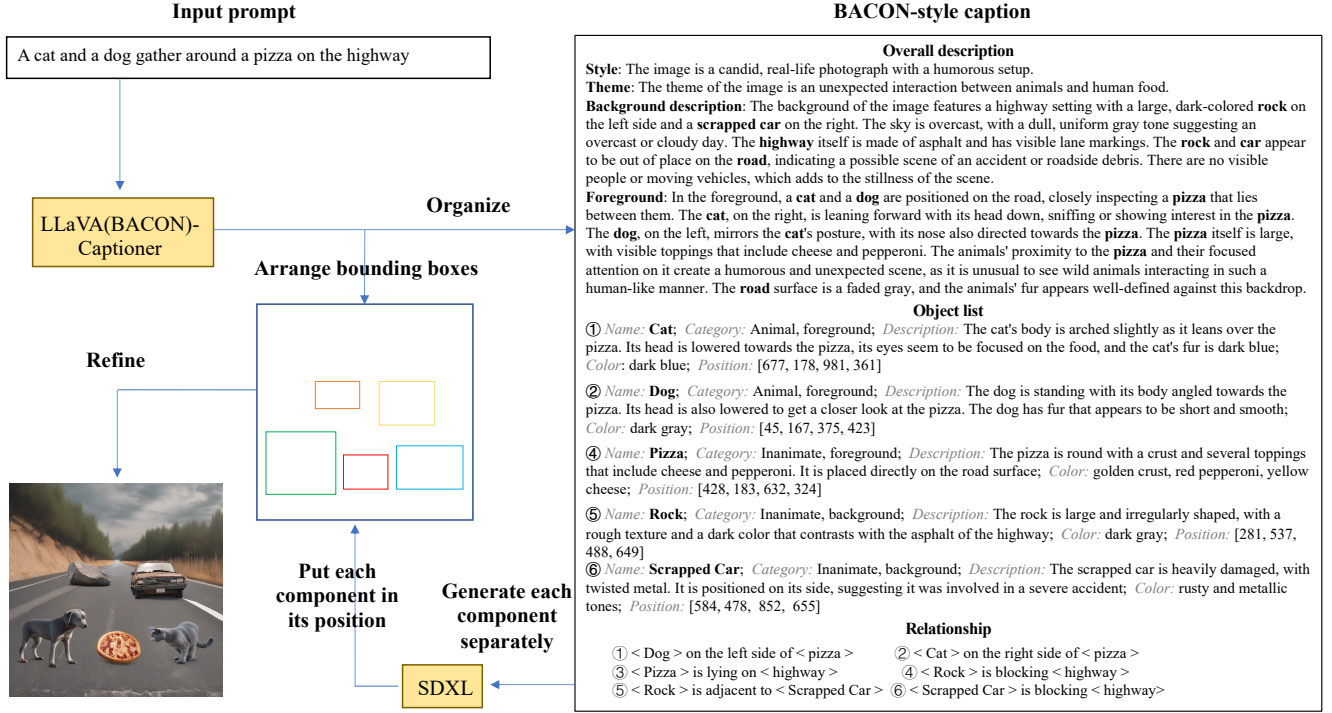 Input prompt
BACON-style caption
A cat and a dog gather around a pizza on the highway
LLaVA(BACON)-
Captioner
Organize
Arrange bounding boxes
Refine
Put each
component in
its position
Generate each
component
separately
SDXL
Overall description
Style: The image is a candid, real-life photograph with a humorous setup.
Theme: The theme of the image is an unexpected interaction between animals and human food.
Background description: The background of the image features a highway setting with a large, dark-colored rock on
the left side and a scrapped car on the right. The sky is overcast, with a dull, uniform gray tone suggesting an
overcast or cloudy day. The highway itself is made of asphalt and has visible lane markings. The rock and car appear
to be out of place on the road, indicating a possible scene of an accident or roadside debris. There are no visible
people or moving vehicles, which adds to the stillness of the scene.
Foreground: In the foreground, a cat and a dog are positioned on the road, closely inspecting a pizza that lies
between them. The cat, on the right, is leaning forward with its head down, sniffing or showing interest in the pizza.
The dog, on the left, mirrors the cat's posture, with its nose also directed towards the pizza. The pizza itself is large,
with visible toppings that include cheese and pepperoni. The animals' proximity to the pizza and their focused
attention on it create a humorous and unexpected scene, as it is unusual to see wild animals interacting in such a
human-like manner. The road surface is a faded gray, and the animals' fur appears well-defined against this backdrop.
Object list
① Name: Cat; Category: Animal, foreground; Description: The cat's body is arched slightly as it leans over the
pizza. Its head is lowered towards the pizza, its eyes seem to be focused on the food, and the cat's fur is dark blue;
Color: dark blue; Position: [677, 178, 981, 361]
② Name: Dog; Category: Animal, foreground; Description: The dog is standing with its body angled towards the
pizza. Its head is also lowered to get a closer look at the pizza. The dog has fur that appears to be short and smooth;
Color: dark gray; Position: [45, 167, 375, 423]
④ Name: Pizza; Category: Inanimate, foreground; Description: The pizza is round with a crust and several toppings
that include cheese and pepperoni. It is placed directly on the road surface; Color: golden crust, red pepperoni, yellow
cheese; Position: [428, 183, 632, 324]
⑤ Name: Rock; Category: Inanimate, background; Description: The rock is large and irregularly shaped, with a
rough texture and a dark color that contrasts with the asphalt of the highway; Color: dark gray; Position: [281, 537,
488, 649]
⑥ Name: Scrapped Car; Category: Inanimate, background; Description: The scrapped car is heavily damaged, with
twisted metal. It is positioned on its side, suggesting it was involved in a severe accident; Color: rusty and metallic
tones; Position: [584, 478, 852, 655]
Relationship
① < Dog > on the left side of < pizza > ② < Cat > on the right side of < pizza >
③ < Pizza > is lying on < highway > ④ < Rock > is blocking < highway >
⑤ < Rock > is adjacent to < Scrapped Car > ⑥ < Scrapped Car > is blocking < highway>